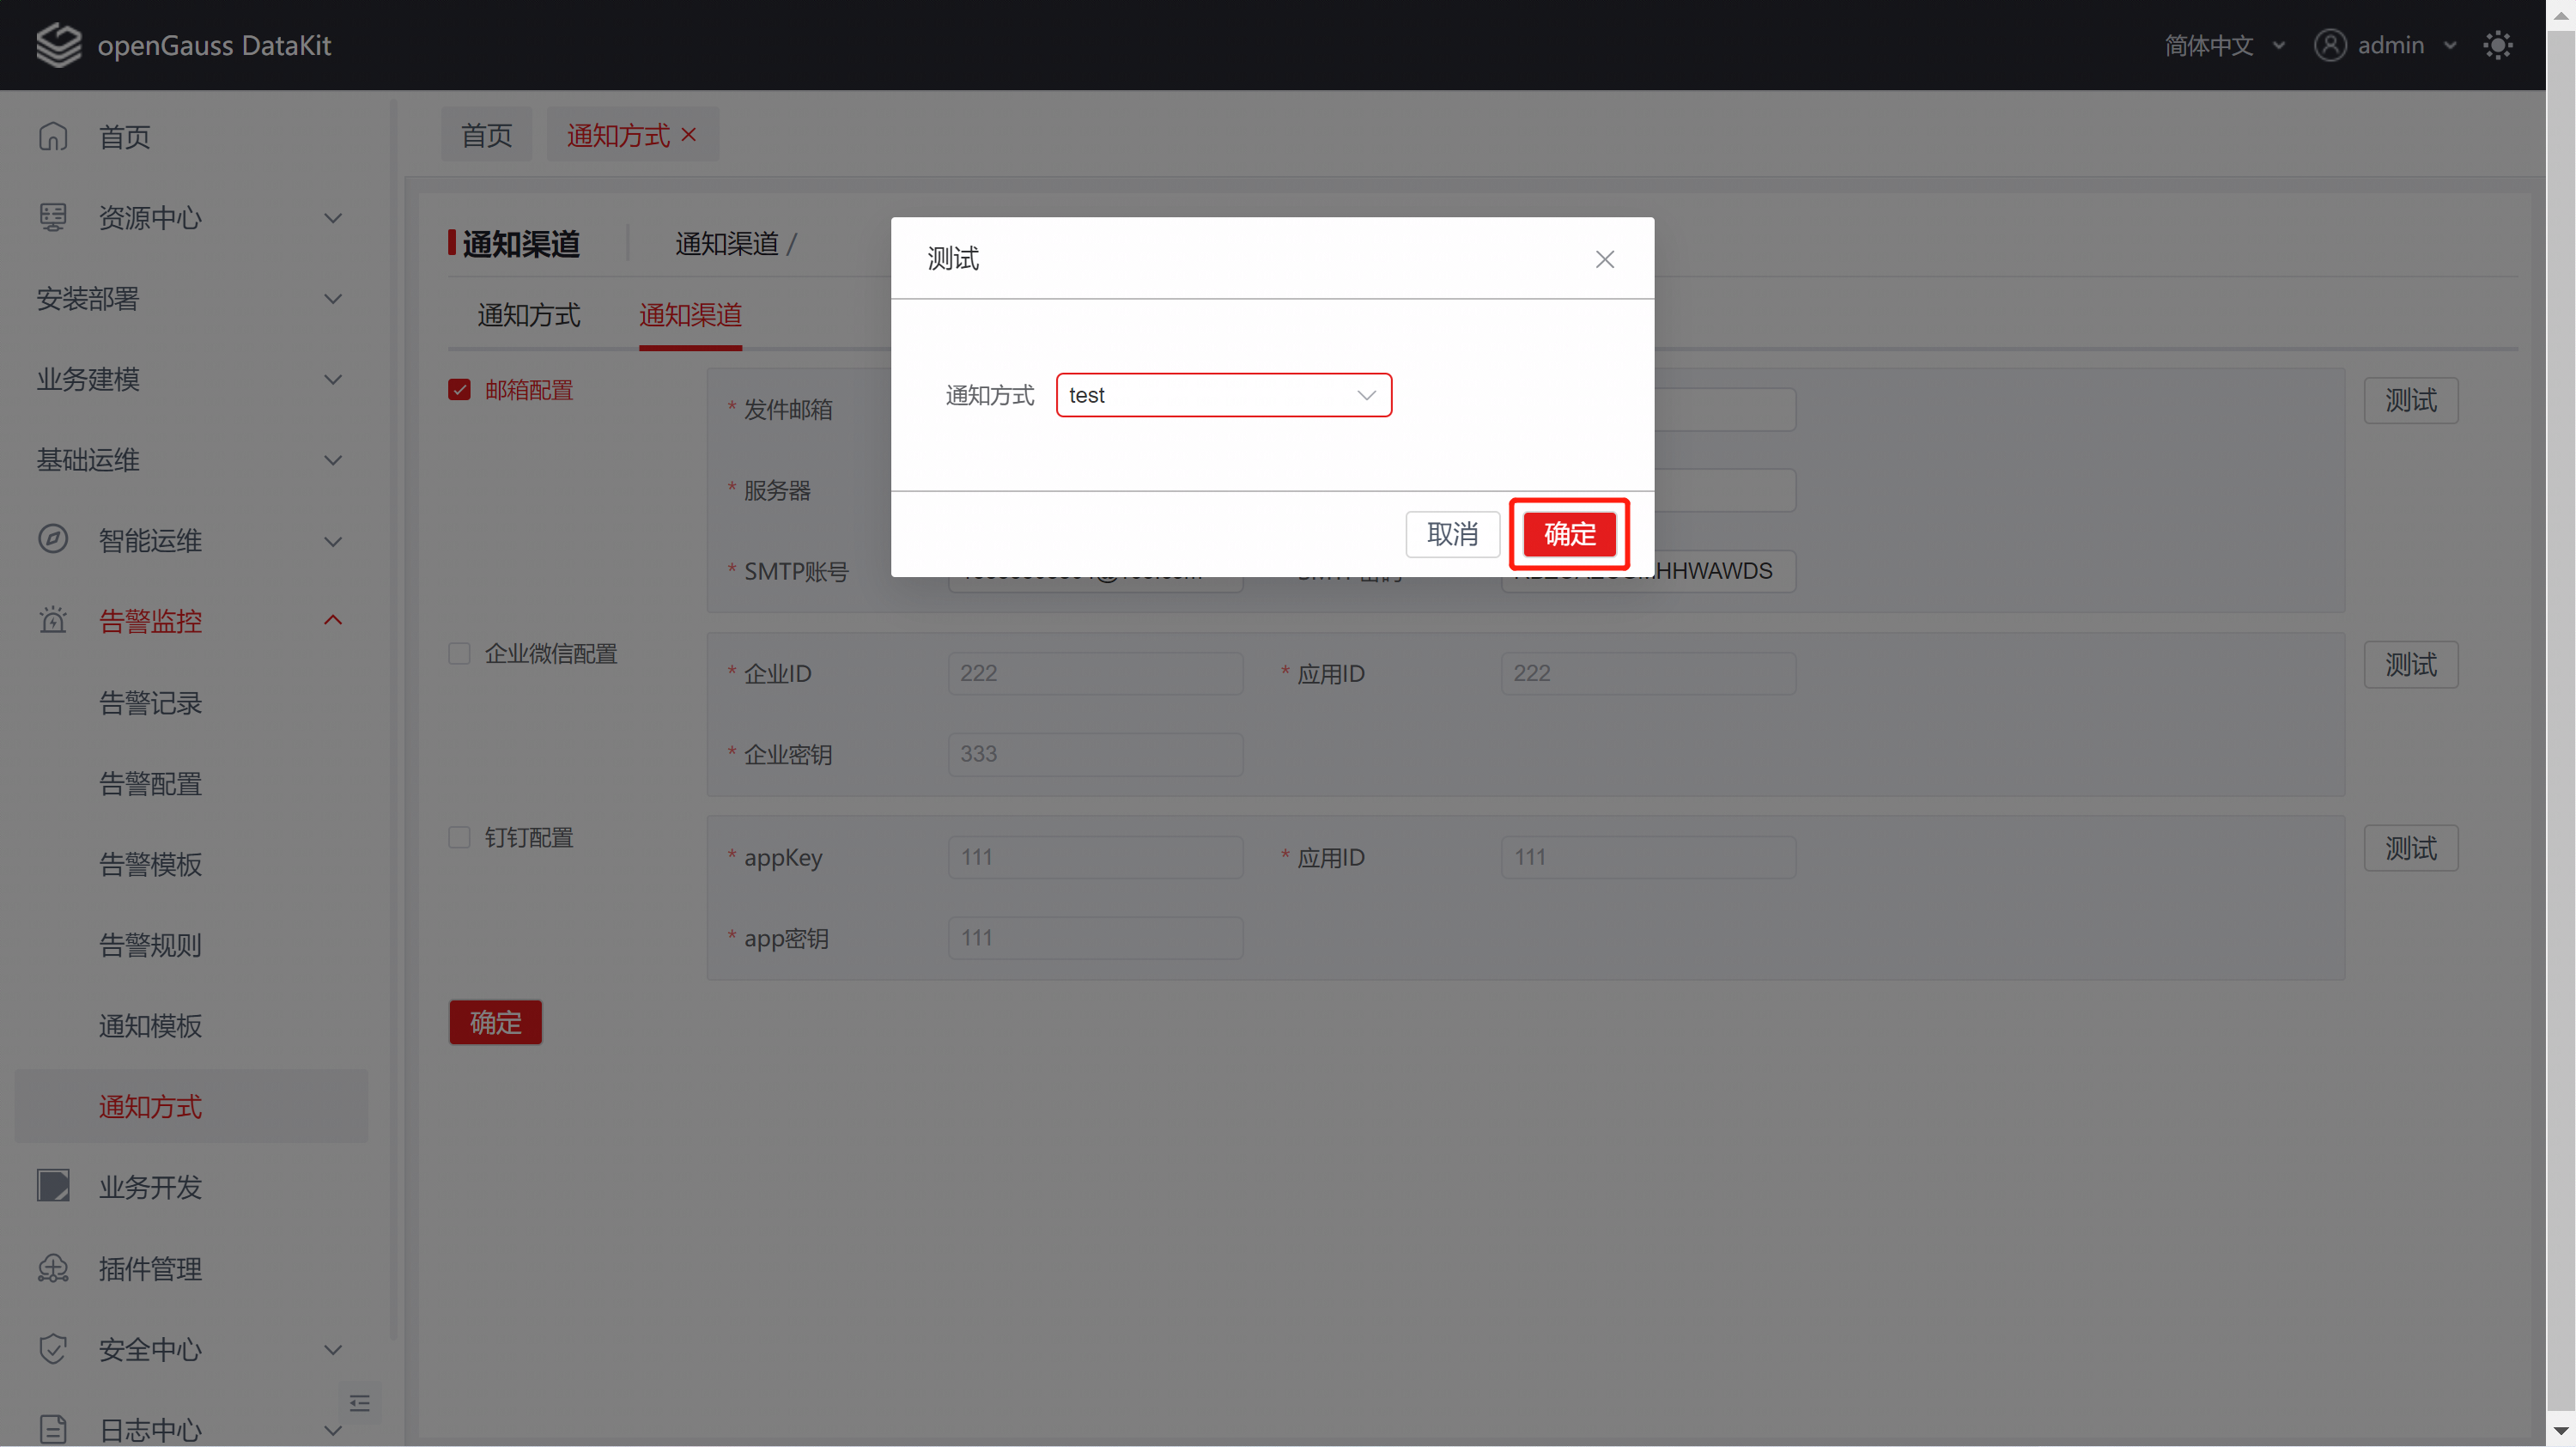 openGauss DataKit
简体中文
admin
首页
资源中心
安装部署
业务建模
基础运维
智能运维
告警监控
告警记录
告警配置
告警模板
告警规则
通知模板
通知方式
业务开发
插件管理
安全中心
日志中心
首页
通知方式
通知渠道
通知渠道 /
通知方式
通知渠道
测试
通知方式
test
取消
确定
邮箱配置
* 发件邮箱
测试
* 服务器
* SMTP账号
HHWAWDS
企业微信配置
* 企业ID
222
* 应用ID
222
测试
* 企业密钥
333
钉钉配置
* appKey
111
* 应用ID
111
测试
* app密钥
111
确定